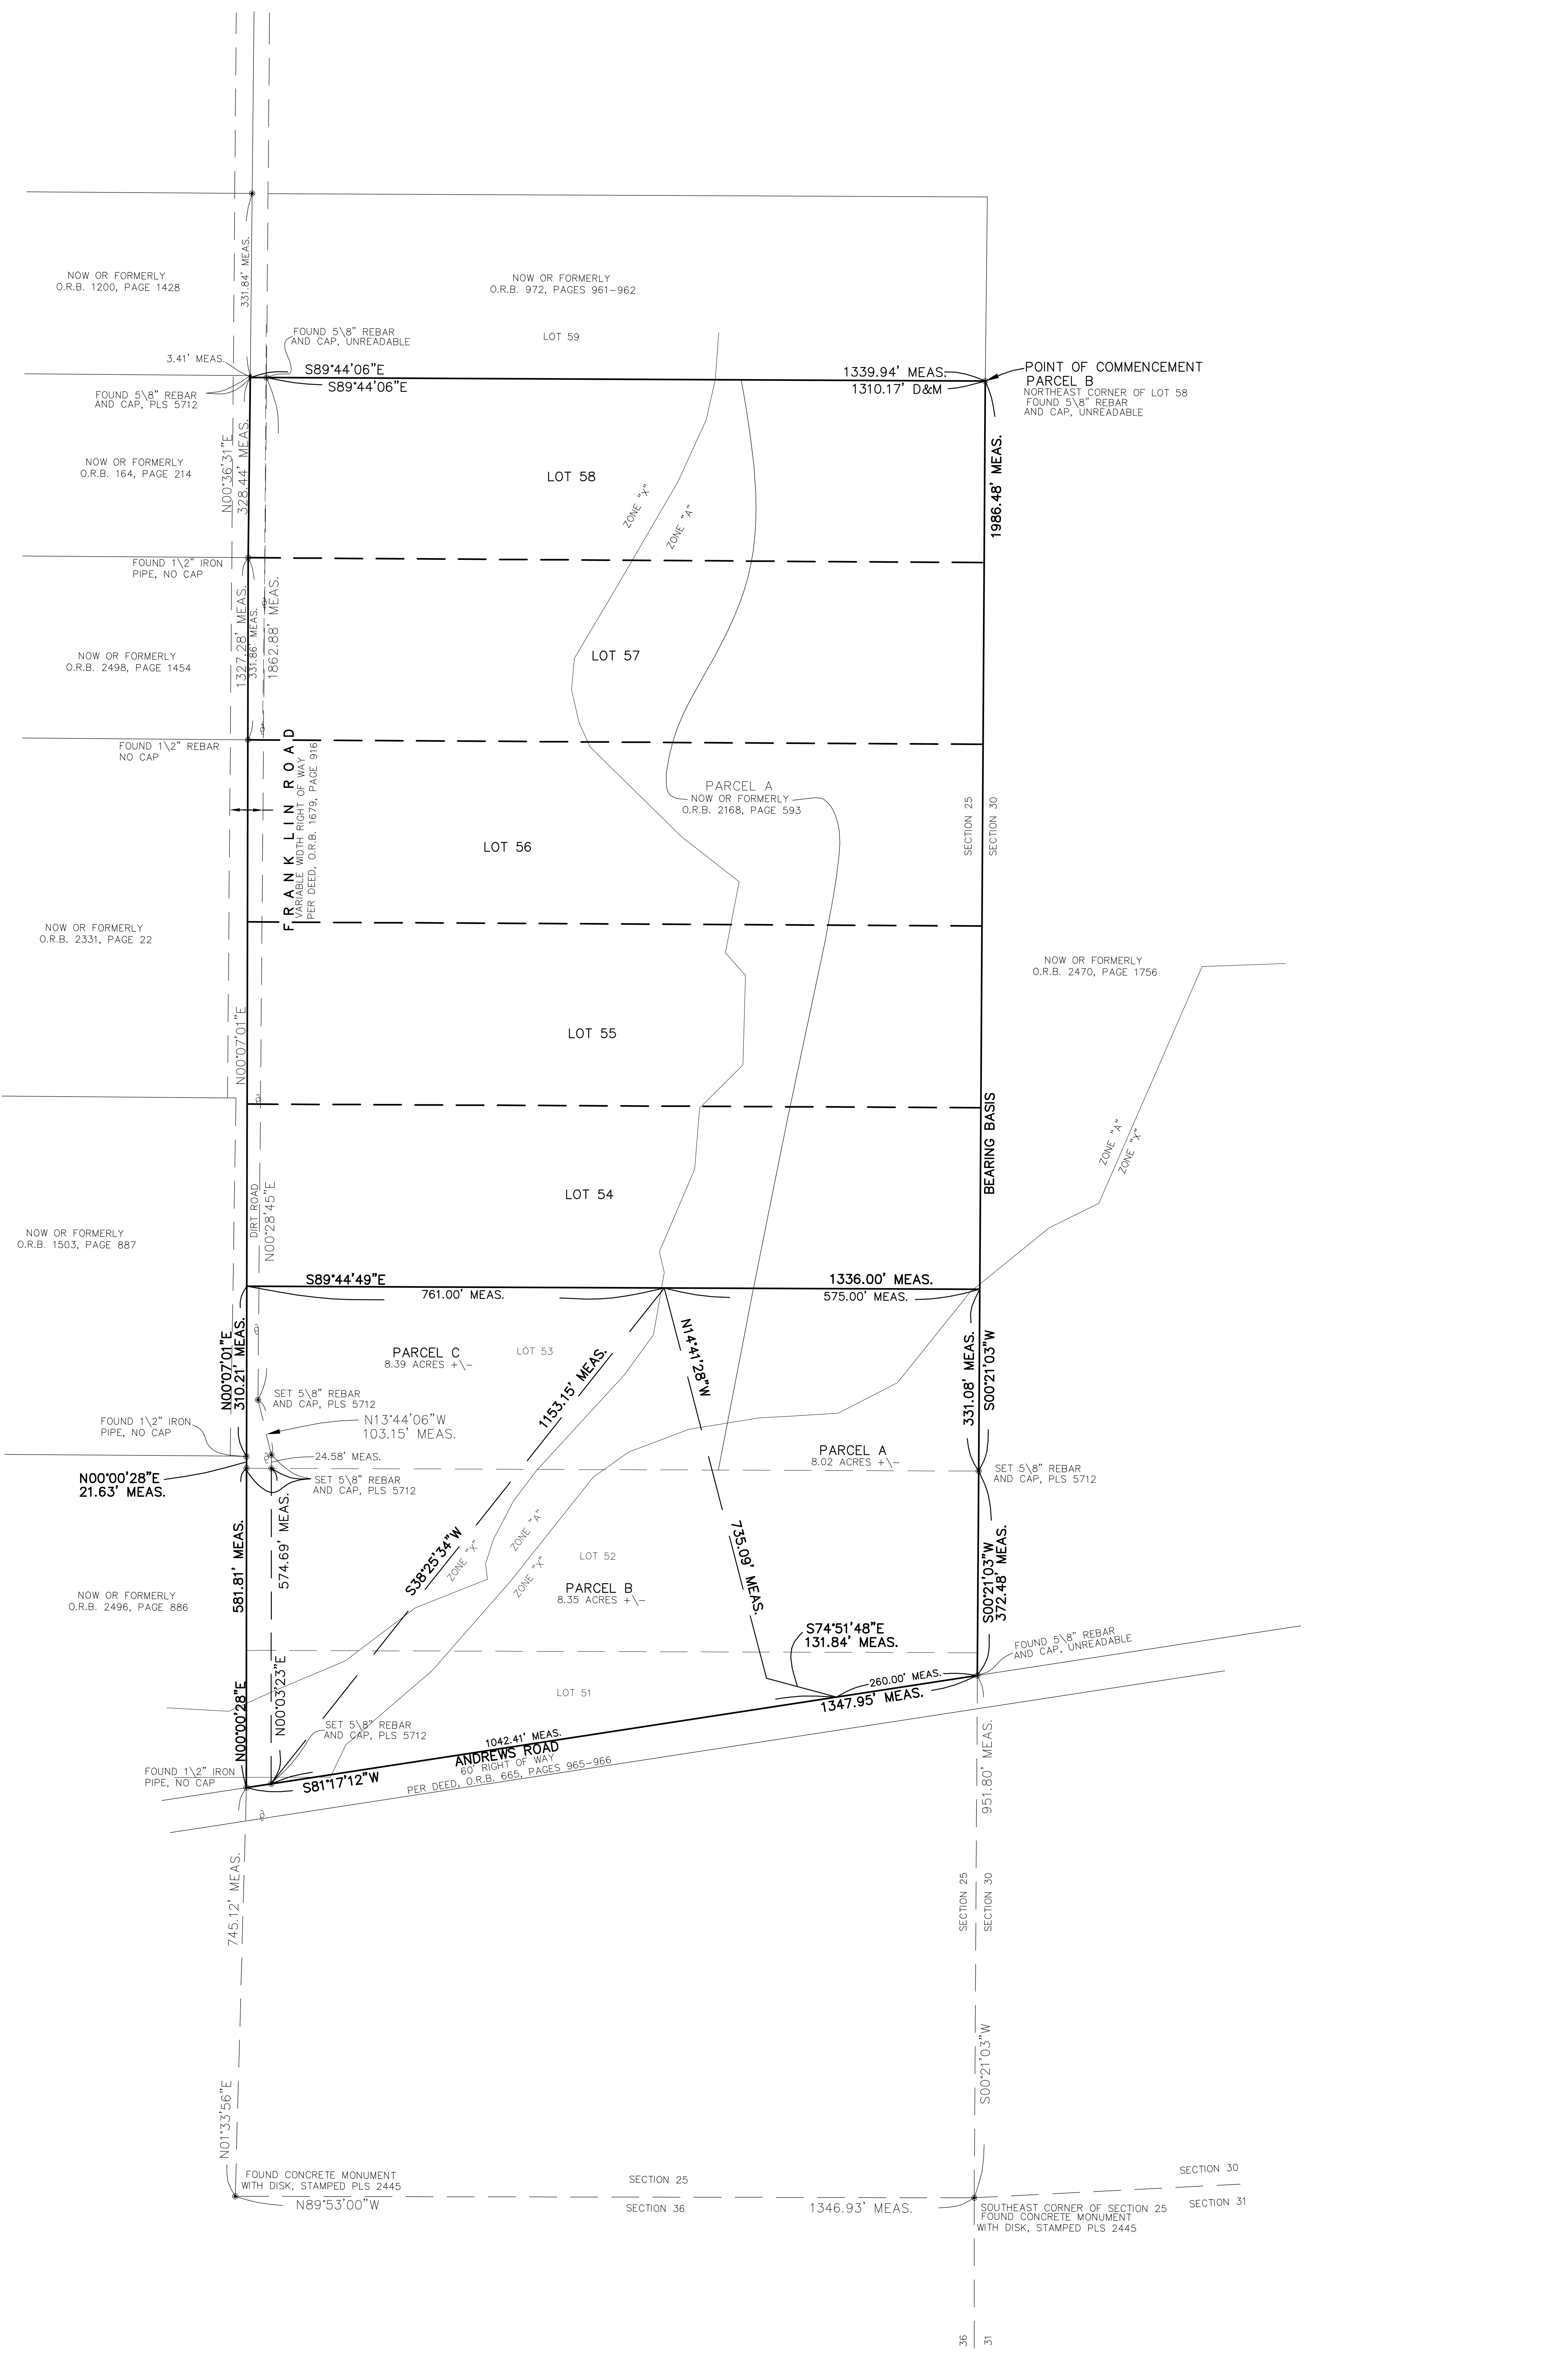 331.84' MEAS.
NOW OR FORMERLY
O.R.B. 1200, PAGE 1428
NOW OR FORMERLY
O.R.B. 972, PAGES 961-962
LOT 59
FOUND 5\8" REBAR
AND CAP, UNREADABLE
3.41' MEAS.
S89°44'06"E
1339.94' MEAS.
S89°44'06"E
1310.17' D&M
POINT OF COMMENCEMENT
PARCEL B
NORTHEAST CORNER OF LOT 58
FOUND 5\8" REBAR
AND CAP, UNREADABLE
FOUND 5\8" REBAR
AND CAP, PLS 5712
N00°36'31"E
328.44' MEAS.
1986.48' MEAS.
NOW OR FORMERLY
O.R.B. 164, PAGE 214
LOT 58
ZONE "X"
ZONE "A"
FOUND 1\2" IRON
PIPE, NO CAP
1327.28' MEAS.
331.86' MEAS.
1862.88' MEAS.
NOW OR FORMERLY
O.R.B. 2498, PAGE 1454
LOT 57
FOUND 1\2" REBAR
NO CAP
FRANKLIN ROAD
VARIABLE WIDTH RIGHT OF WAY
PER DEED, O.R.B. 1679, PAGE 916
PARCEL A
NOW OR FORMERLY
O.R.B. 2168, PAGE 593
SECTION 25
SECTION 30
LOT 56
NOW OR FORMERLY
O.R.B. 2331, PAGE 22
NOW OR FORMERLY
O.R.B. 2470, PAGE 1756
N00°07'01"E
LOT 55
BEARING BASIS
ZONE "A"
ZONE "X"
DIRT ROAD
N00°28'45"E
LOT 54
NOW OR FORMERLY
O.R.B. 1503, PAGE 887
S89°44'49"E
1336.00' MEAS.
761.00' MEAS.
575.00' MEAS.
N00°07'01"E
310.21' MEAS.
PARCEL C
8.39 ACRES +\-
LOT 53
1153.15' MEAS.
N14°41'28"W
331.08' MEAS.
S00°21'03"W
SET 5\8" REBAR
AND CAP, PLS 5712
FOUND 1\2" IRON
PIPE, NO CAP
N13°44'06"W
103.15' MEAS.
24.58' MEAS.
PARCEL A
8.02 ACRES +\-
N00°00'28"E
21.63' MEAS.
SET 5\8" REBAR
AND CAP, PLS 5712
SET 5\8" REBAR
AND CAP, PLS 5712
581.81' MEAS.
574.69' MEAS.
S38°25'34"W
ZONE "X"
ZONE "A"
ZONE "X"
735.09' MEAS.
S00°21'03"W
372.48' MEAS.
LOT 52
PARCEL B
8.35 ACRES +\-
NOW OR FORMERLY
O.R.B. 2496, PAGE 886
S74°51'48"E
131.84' MEAS.
FOUND 5\8" REBAR
AND CAP, UNREADABLE
N00°00'28"E
N00°03'23"E
260.00' MEAS.
1347.95' MEAS.
LOT 51
SET 5\8" REBAR
AND CAP, PLS 5712
1042.41' MEAS.
ANDREWS ROAD
60' RIGHT OF WAY
PER DEED, O.R.B. 665, PAGES 965-966
FOUND 1\2" IRON
PIPE, NO CAP
S81°17'12"W
951.80' MEAS.
745.12' MEAS.
SECTION 25
SECTION 30
S00°21'03"W
N01°33'56"E
FOUND CONCRETE MONUMENT
WITH DISK, STAMPED PLS 2445
N89°53'00"W
SECTION 25
SECTION 36
1346.93' MEAS.
SECTION 30
SECTION 31
SOUTHEAST CORNER OF SECTION 25
FOUND CONCRETE MONUMENT
WITH DISK, STAMPED PLS 2445
36
31